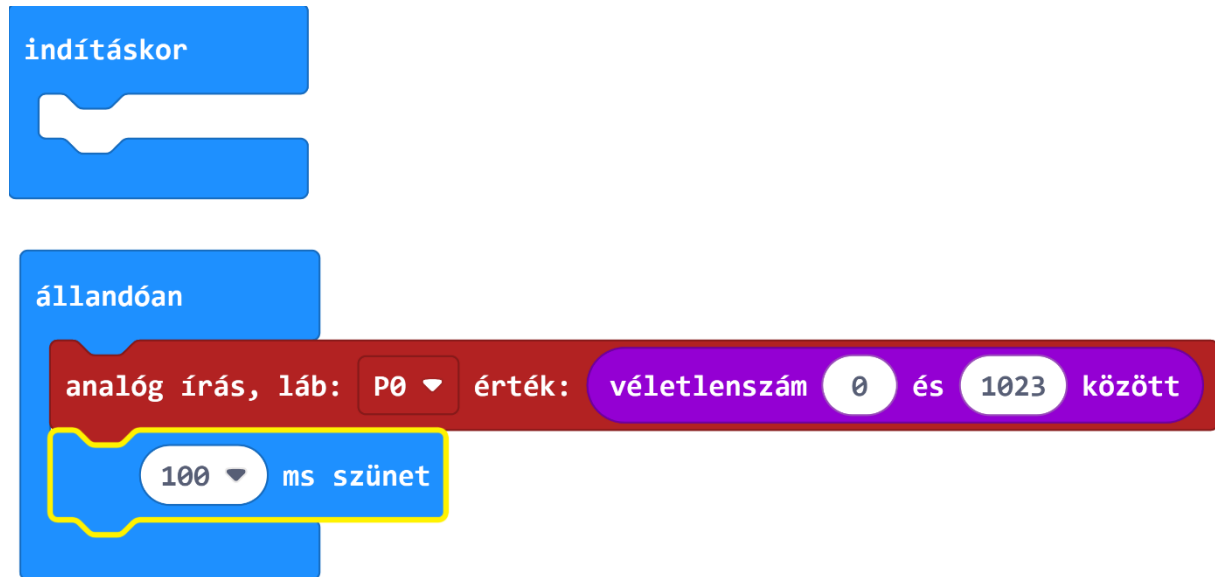 indításkor
állandóan
analóg írás, láb: P0 érték: véletlenszám 0 és 1023 között
100 ms szünet